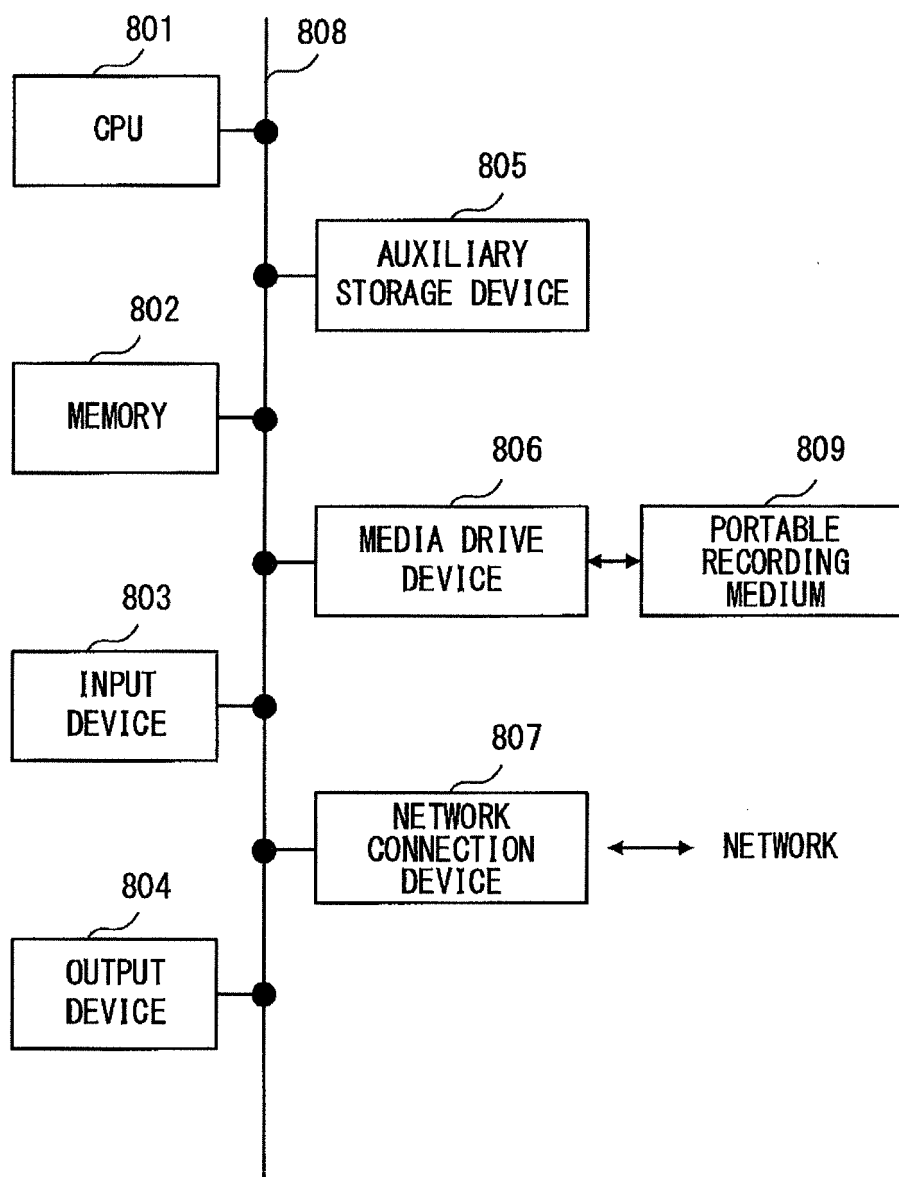 801
808
CPU
805
AUXILIARY
STORAGE DEVICE
802
MEMORY
806
809
MEDIA DRIVE
DEVICE
PORTABLE
RECORDING
MEDIUM
803
INPUT
DEVICE
807
NETWORK
CONNECTION
DEVICE
NETWORK
804
OUTPUT
DEVICE